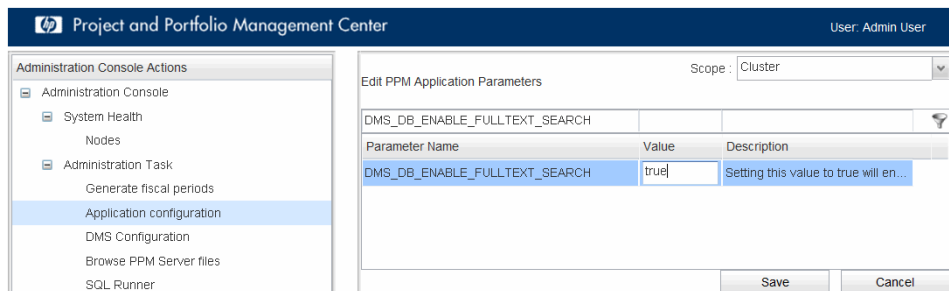 hp Project and Portfolio Management Center
User: Admin User
Administration Console Actions
Administration Console
System Health
Nodes
Administration Task
Generate fiscal periods
Application configuration
DMS Configuration
Browse PPM Server files
SQL Runner
Scope : Cluster
Edit PPM Application Parameters
DMS_DB_ENABLE_FULLTEXT_SEARCH
Parameter Name Value Description
DMS_DB_ENABLE_FULLTEXT_SEARCH true Setting this value to true will en...
Save Cancel